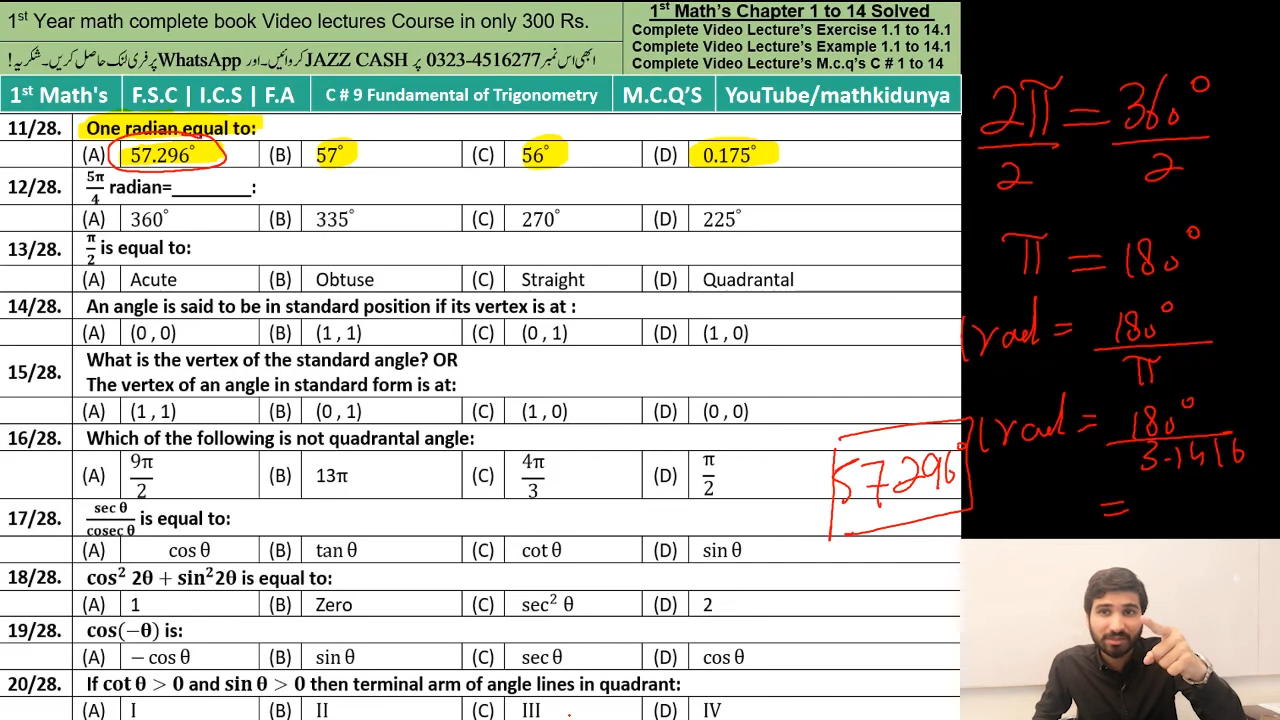 1st Year math complete book Video lectures Course in only 300 Rs.
ابھی اس نمبر 0323-4516277 پر JAZZ CASH کروائیں۔اور WhatsApp پر فری لنک حاصل کریں۔شکریہ!
1st Math's Chapter 1 to 14 Solved
Complete Video Lecture's Exercise 1.1 to 14.1
Complete Video Lecture's Example 1.1 to 14.1
Complete Video Lecture's M.c.q's C # 1 to 14
1st Math's F.S.C | I.C.S | F.A C # 9 Fundamental of Trigonometry M.C.Q'S YouTube/mathkidunya
11/28. One radian equal to:
(A) 57.296° (B) 57° (C) 56° (D) 0.175°
12/28. 5π/4 radian=________:
(A) 360° (B) 335° (C) 270° (D) 225°
13/28. π/2 is equal to:
(A) Acute (B) Obtuse (C) Straight (D) Quadrantal
14/28. An angle is said to be in standard position if its vertex is at :
(A) (0 , 0) (B) (1 , 1) (C) (0 , 1) (D) (1 , 0)
15/28. What is the vertex of the standard angle? OR
The vertex of an angle in standard form is at:
(A) (1 , 1) (B) (0 , 1) (C) (1 , 0) (D) (0 , 0)
16/28. Which of the following is not quadrantal angle:
(A) 9π/2 (B) 13π (C) 4π/3 (D) π/2
17/28. sec θ/cosec θ is equal to:
(A) cos θ (B) tan θ (C) cot θ (D) sin θ
18/28. cos² 2θ + sin²2θ is equal to:
(A) 1 (B) Zero (C) sec² θ (D) 2
19/28. cos(−θ) is:
(A) − cos θ (B) sin θ (C) sec θ (D) cos θ
20/28. If cot θ > 0 and sin θ > 0 then terminal arm of angle lines in quadrant:
(A) I (B) II (C) III (D) IV
2π/2 = 360°/2
π = 180°
1 rad = 180°/π
1 rad = 180°/3.1416
=
57.296°